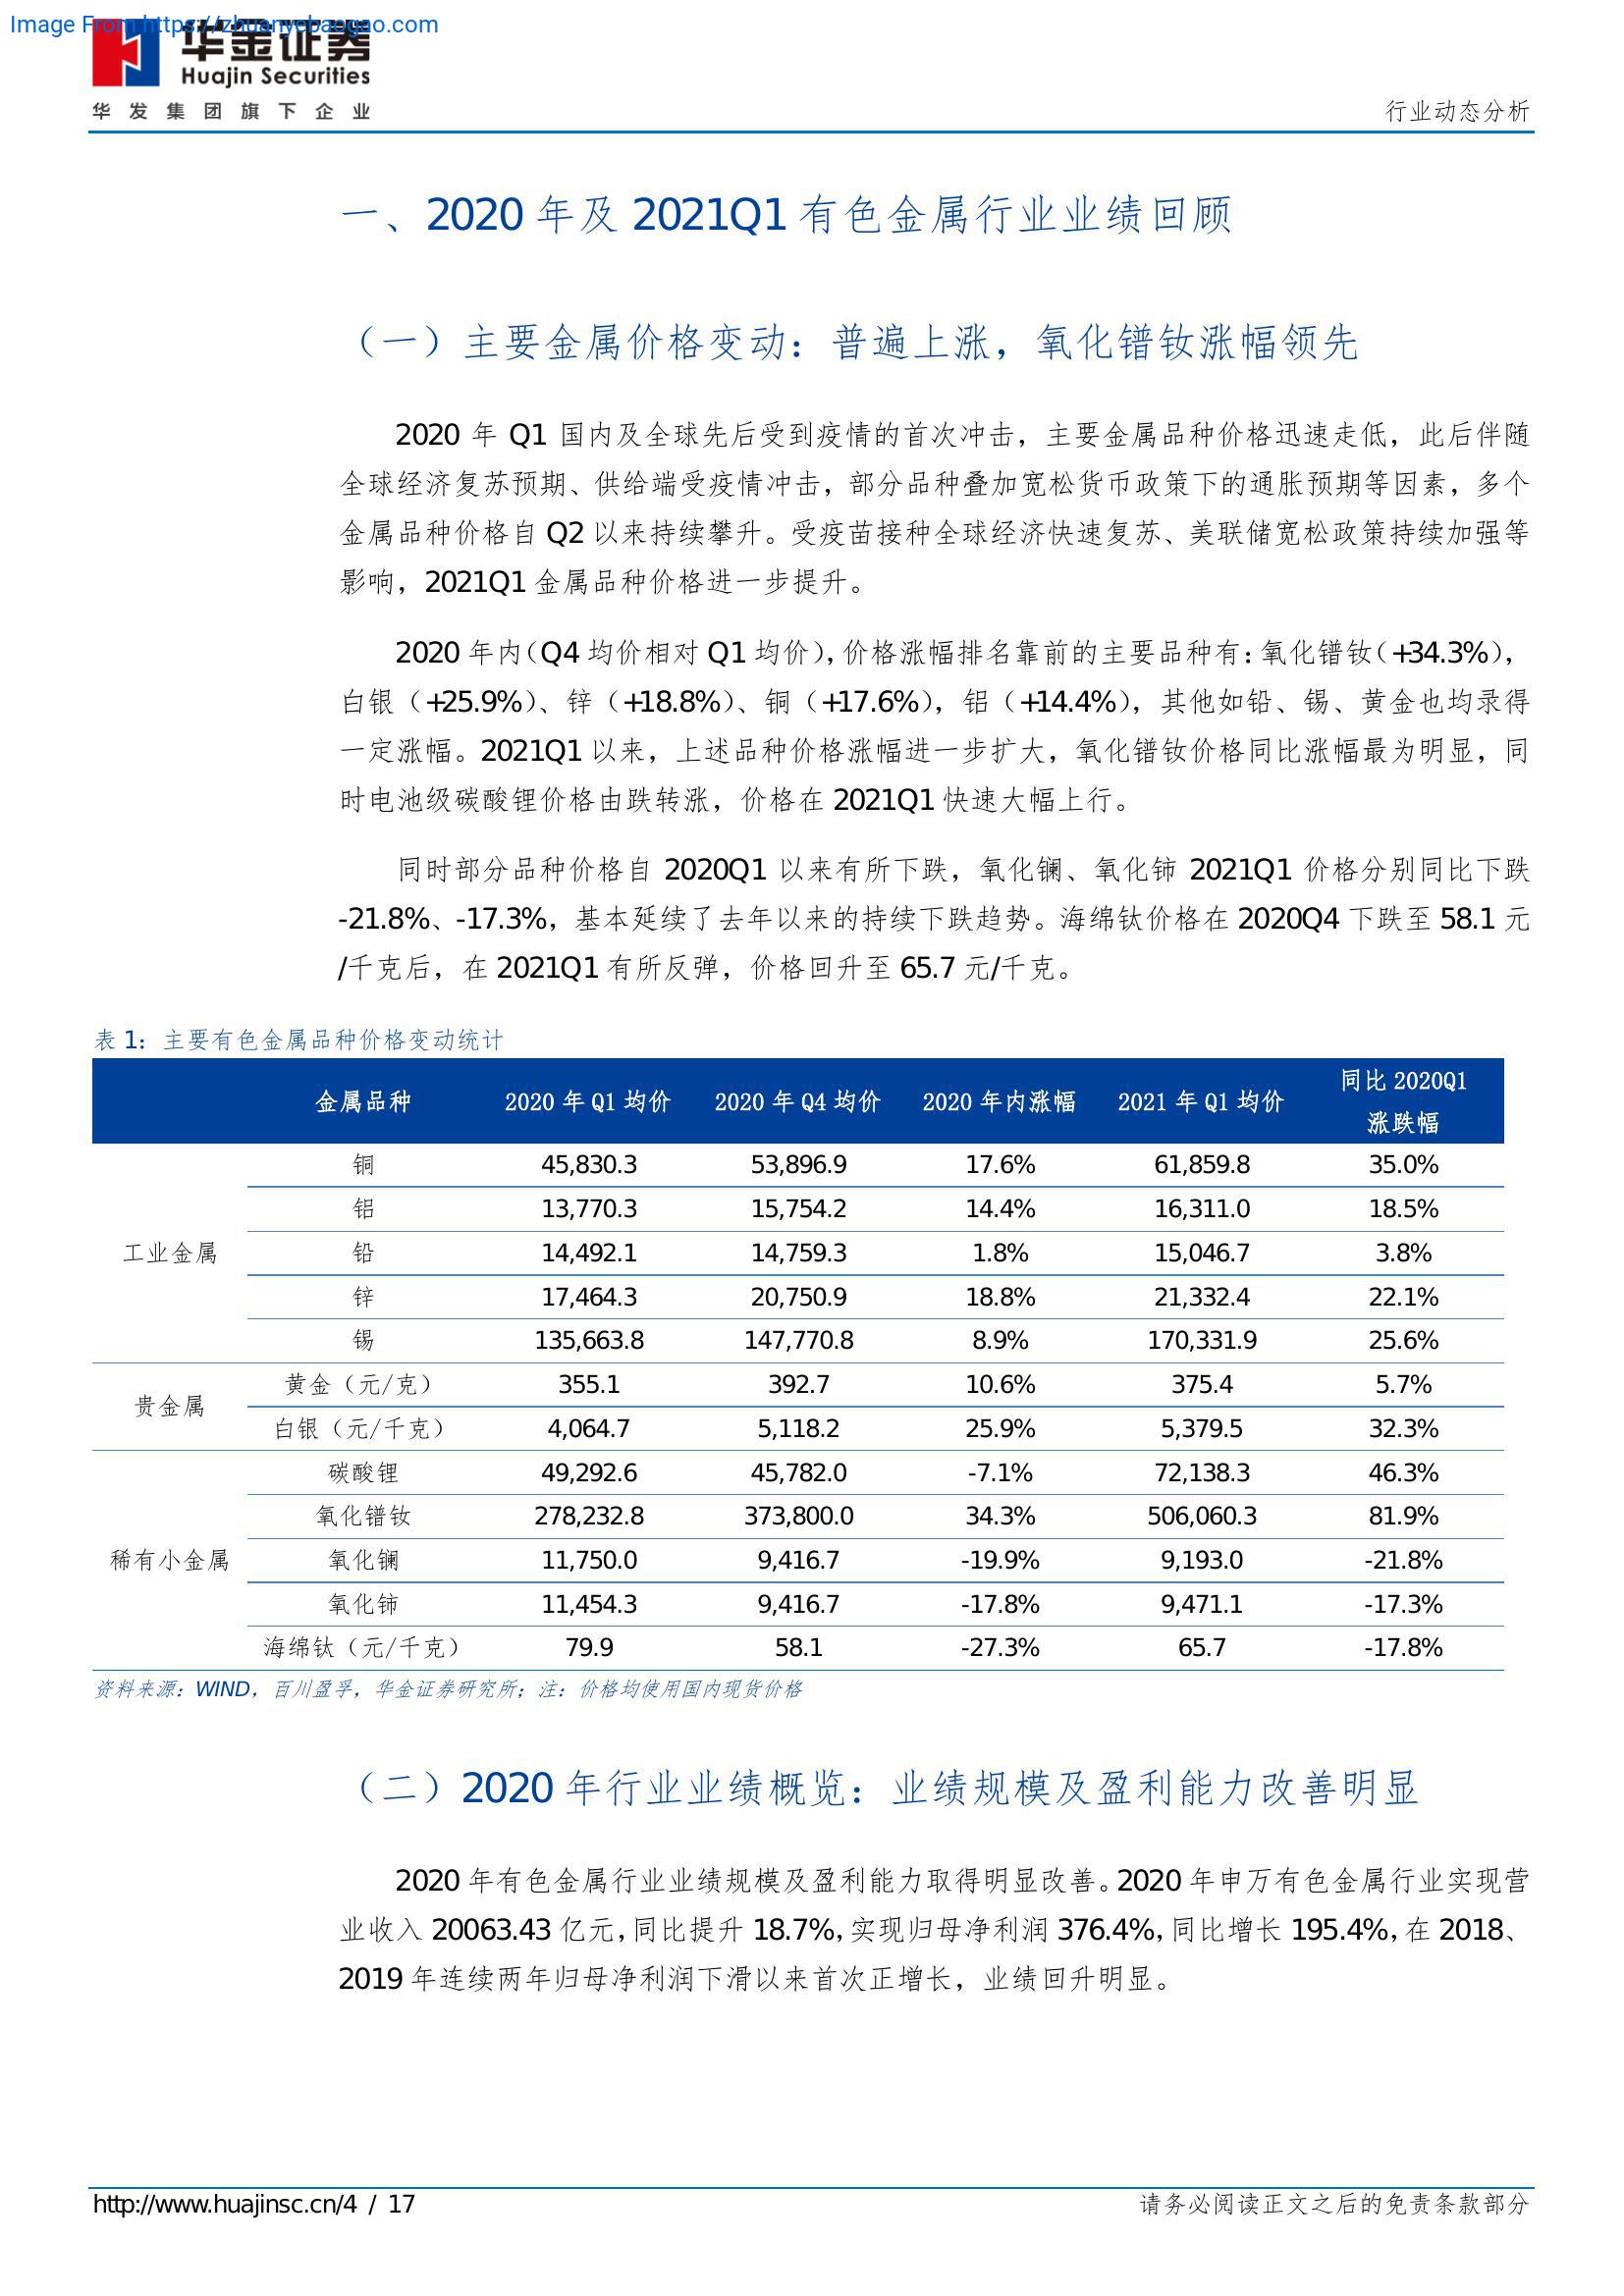 Image From https://zhuanyebaogao.com
华金证券
Huajin Securities
华发集团旗下企业
行业动态分析
一、2020 年及 2021Q1 有色金属行业业绩回顾
（一）主要金属价格变动：普遍上涨，氧化镨钕涨幅领先
2020 年 Q1 国内及全球先后受到疫情的首次冲击，主要金属品种价格迅速走低，此后伴随
全球经济复苏预期、供给端受疫情冲击，部分品种叠加宽松货币政策下的通胀预期等因素，多个
金属品种价格自 Q2 以来持续攀升。受疫苗接种全球经济快速复苏、美联储宽松政策持续加强等
影响，2021Q1 金属品种价格进一步提升。
2020 年内（Q4 均价相对 Q1 均价），价格涨幅排名靠前的主要品种有：氧化镨钕（+34.3%），
白银（+25.9%）、锌（+18.8%）、铜（+17.6%），铝（+14.4%），其他如铅、锡、黄金也均录得
一定涨幅。2021Q1 以来，上述品种价格涨幅进一步扩大，氧化镨钕价格同比涨幅最为明显，同
时电池级碳酸锂价格由跌转涨，价格在 2021Q1 快速大幅上行。
同时部分品种价格自 2020Q1 以来有所下跌，氧化镧、氧化铈 2021Q1 价格分别同比下跌
-21.8%、-17.3%，基本延续了去年以来的持续下跌趋势。海绵钛价格在 2020Q4 下跌至 58.1 元
/千克后，在 2021Q1 有所反弹，价格回升至 65.7 元/千克。
表 1：主要有色金属品种价格变动统计
金属品种 2020 年 Q1 均价 2020 年 Q4 均价 2020 年内涨幅 2021 年 Q1 均价 同比 2020Q1
涨跌幅
铜 45,830.3 53,896.9 17.6% 61,859.8 35.0%
铝 13,770.3 15,754.2 14.4% 16,311.0 18.5%
工业金属 铅 14,492.1 14,759.3 1.8% 15,046.7 3.8%
锌 17,464.3 20,750.9 18.8% 21,332.4 22.1%
锡 135,663.8 147,770.8 8.9% 170,331.9 25.6%
贵金属 黄金（元/克） 355.1 392.7 10.6% 375.4 5.7%
白银（元/千克） 4,064.7 5,118.2 25.9% 5,379.5 32.3%
碳酸锂 49,292.6 45,782.0 -7.1% 72,138.3 46.3%
氧化镨钕 278,232.8 373,800.0 34.3% 506,060.3 81.9%
稀有小金属 氧化镧 11,750.0 9,416.7 -19.9% 9,193.0 -21.8%
氧化铈 11,454.3 9,416.7 -17.8% 9,471.1 -17.3%
海绵钛（元/千克） 79.9 58.1 -27.3% 65.7 -17.8%
资料来源：WIND，百川盈孚，华金证券研究所；注：价格均使用国内现货价格
（二）2020 年行业业绩概览：业绩规模及盈利能力改善明显
2020 年有色金属行业业绩规模及盈利能力取得明显改善。2020 年申万有色金属行业实现营
业收入 20063.43 亿元，同比提升 18.7%，实现归母净利润 376.4%，同比增长 195.4%，在 2018、
2019 年连续两年归母净利润下滑以来首次正增长，业绩回升明显。
http://www.huajinsc.cn/4 / 17
请务必阅读正文之后的免责条款部分